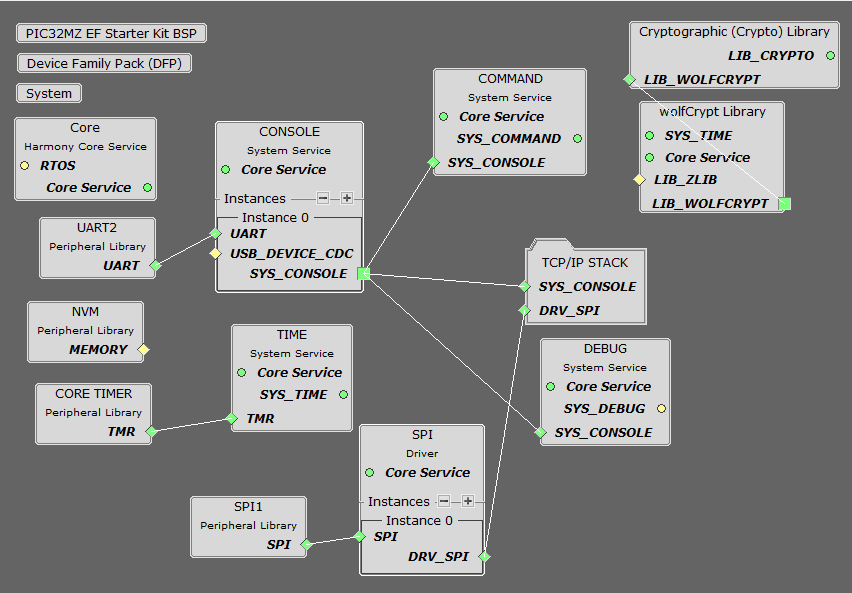 PIC32MZ EF Starter Kit BSP
Device Family Pack (DFP)
System
Core
Harmony Core Service
RTOS
Core Service
UART2
Peripheral Library
UART
NVM
Peripheral Library
MEMORY
CORE TIMER
Peripheral Library
TMR
CONSOLE
System Service
Core Service
Instances
Instance 0
UART
USB_DEVICE_CDC
SYS_CONSOLE
TIME
System Service
Core Service
SYS_TIME
TMR
SPI1
Peripheral Library
SPI
SPI
Driver
Core Service
Instances
Instance 0
SPI
DRV_SPI
COMMAND
System Service
Core Service
SYS_COMMAND
SYS_CONSOLE
Cryptographic (Crypto) Library
LIB_CRYPTO
LIB_WOLFCRYPT
wolfCrypt Library
SYS_TIME
Core Service
LIB_ZLIB
LIB_WOLFCRYPT
TCP/IP STACK
SYS_CONSOLE
DRV_SPI
DEBUG
System Service
Core Service
SYS_DEBUG
SYS_CONSOLE